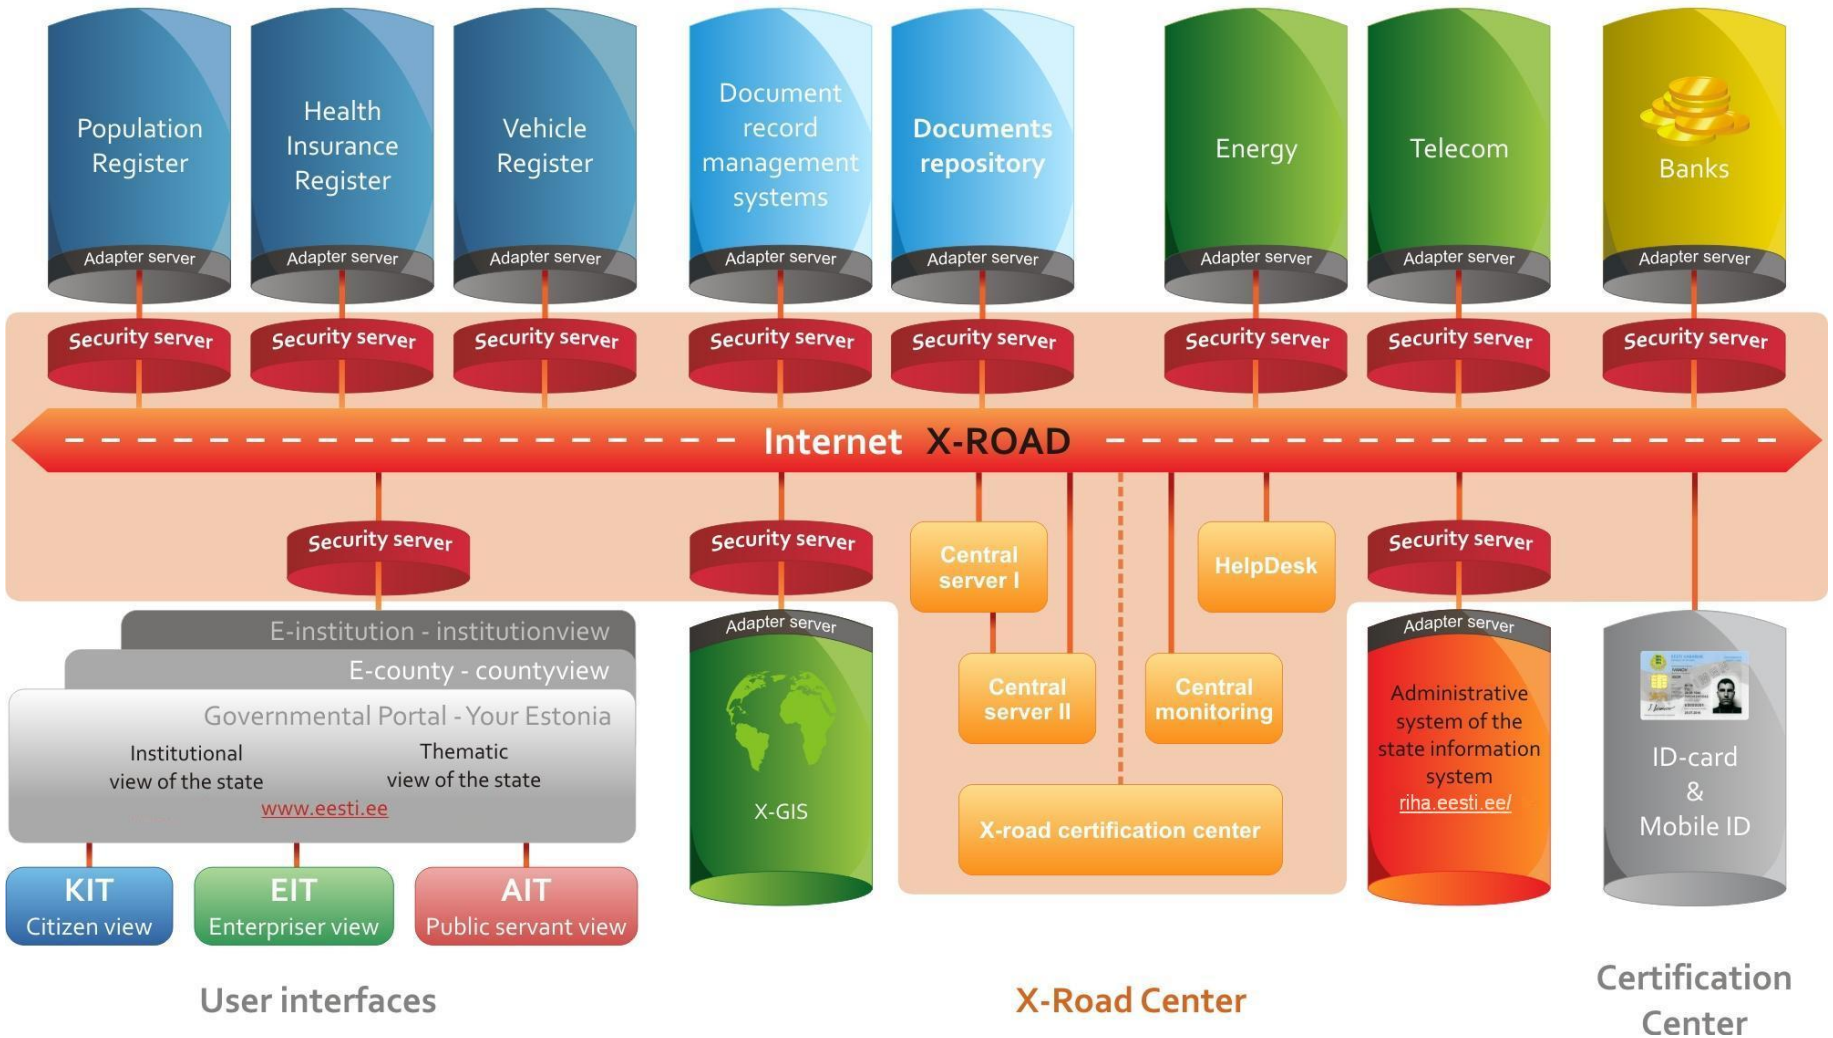 Population
Register
Adapter server
Security server
Health
Insurance
Register
Adapter server
Security server
Vehicle
Register
Adapter server
Security server
Document
record
management
systems
Adapter server
Security server
Documents
repository
Adapter server
Security server
Energy
Adapter server
Security server
Telecom
Adapter server
Security server
Banks
Adapter server
Security server
Internet X-ROAD
Security server
E-institution - institutionview
E-county - countyview
Governmental Portal - Your Estonia
Institutional
view of the state
Thematic
view of the state
www.eesti.ee
KIT
Citizen view
EIT
Enterpriser view
AIT
Public servant view
User interfaces
Security server
Adapter server
X-GIS
Central
server I
HelpDesk
Central
server II
Central
monitoring
X-road certification center
X-Road Center
Security server
Adapter server
Administrative
system of the
state information
system
riha.eesti.ee/
ID-card
&
Mobile ID
Certification
Center